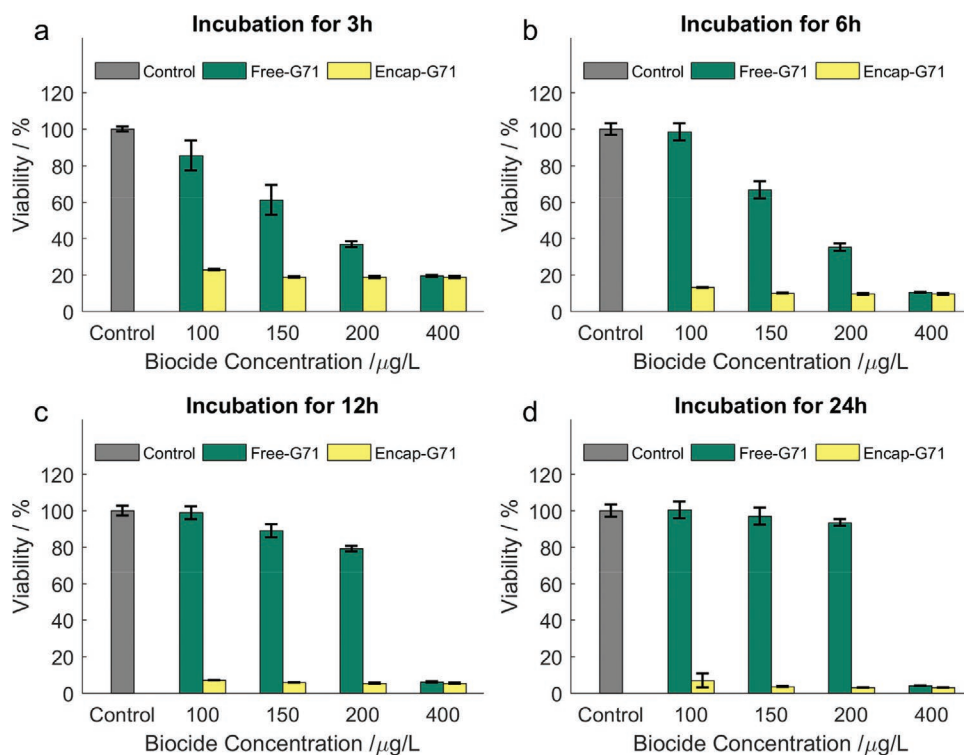 a
Incubation for 3h
Control Free-G71 Encap-G71
Viability / %
120
100
80
60
40
20
0
Control 100 150 200 400
Biocide Concentration /μg/L
b
Incubation for 6h
Control Free-G71 Encap-G71
Viability / %
120
100
80
60
40
20
0
Control 100 150 200 400
Biocide Concentration /μg/L
c
Incubation for 12h
Control Free-G71 Encap-G71
Viability / %
120
100
80
60
40
20
0
Control 100 150 200 400
Biocide Concentration /μg/L
d
Incubation for 24h
Control Free-G71 Encap-G71
Viability / %
120
100
80
60
40
20
0
Control 100 150 200 400
Biocide Concentration /μg/L